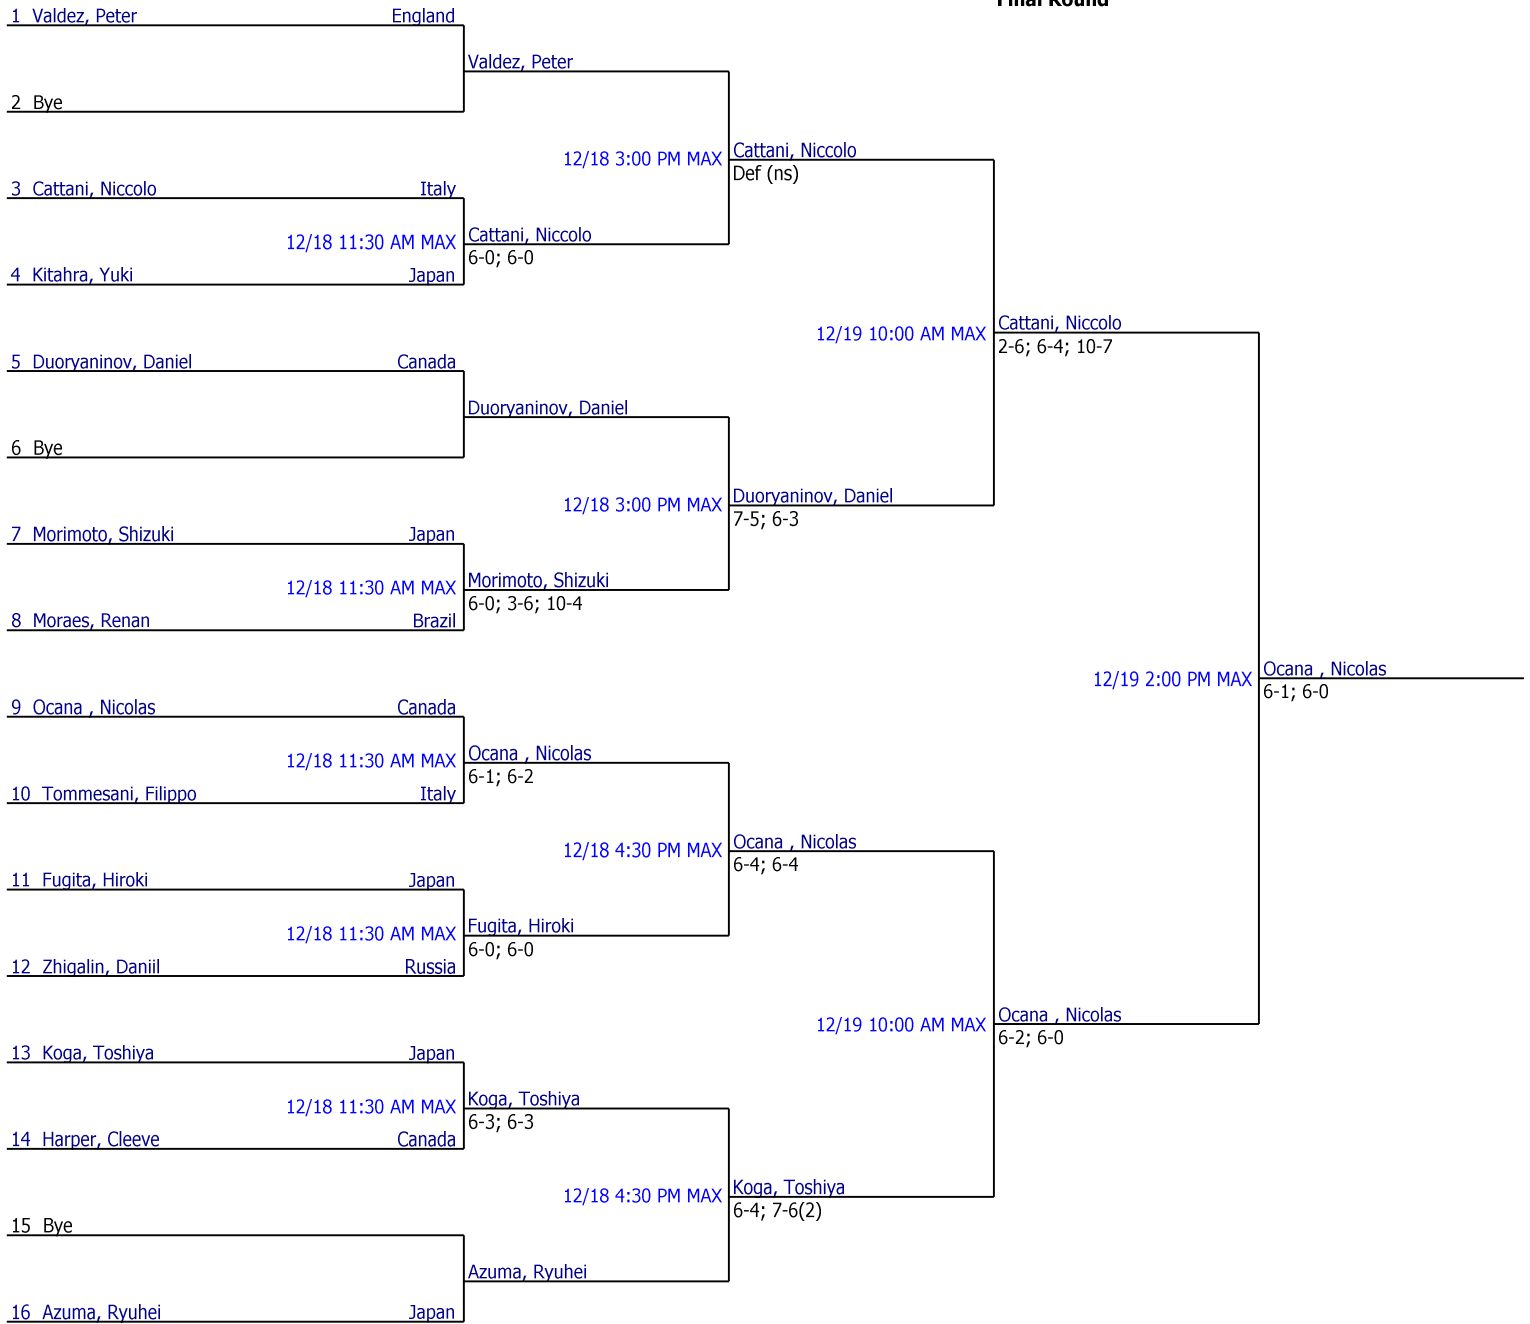 Final Round
1 Valdez, Peter England
Valdez, Peter
2 Bye
12/18 3:00 PM MAX Cattani, Niccolo
Def (ns)
3 Cattani, Niccolo Italy
12/18 11:30 AM MAX Cattani, Niccolo
6-0; 6-0
4 Kitahra, Yuki Japan
12/19 10:00 AM MAX Cattani, Niccolo
2-6; 6-4; 10-7
5 Duoryaninov, Daniel Canada
Duoryaninov, Daniel
6 Bye
12/18 3:00 PM MAX Duoryaninov, Daniel
7-5; 6-3
7 Morimoto, Shizuki Japan
12/18 11:30 AM MAX Morimoto, Shizuki
6-0; 3-6; 10-4
8 Moraes, Renan Brazil
12/19 2:00 PM MAX Ocana , Nicolas
6-1; 6-0
9 Ocana , Nicolas Canada
12/18 11:30 AM MAX Ocana , Nicolas
6-1; 6-2
10 Tommesani, Filippo Italy
12/18 4:30 PM MAX Ocana , Nicolas
6-4; 6-4
11 Fugita, Hiroki Japan
12/18 11:30 AM MAX Fugita, Hiroki
6-0; 6-0
12 Zhigalin, Daniil Russia
12/19 10:00 AM MAX Ocana , Nicolas
6-2; 6-0
13 Koga, Toshiya Japan
12/18 11:30 AM MAX Koga, Toshiya
6-3; 6-3
14 Harper, Cleeve Canada
12/18 4:30 PM MAX Koga, Toshiya
6-4; 7-6(2)
15 Bye
Azuma, Ryuhei
16 Azuma, Ryuhei Japan